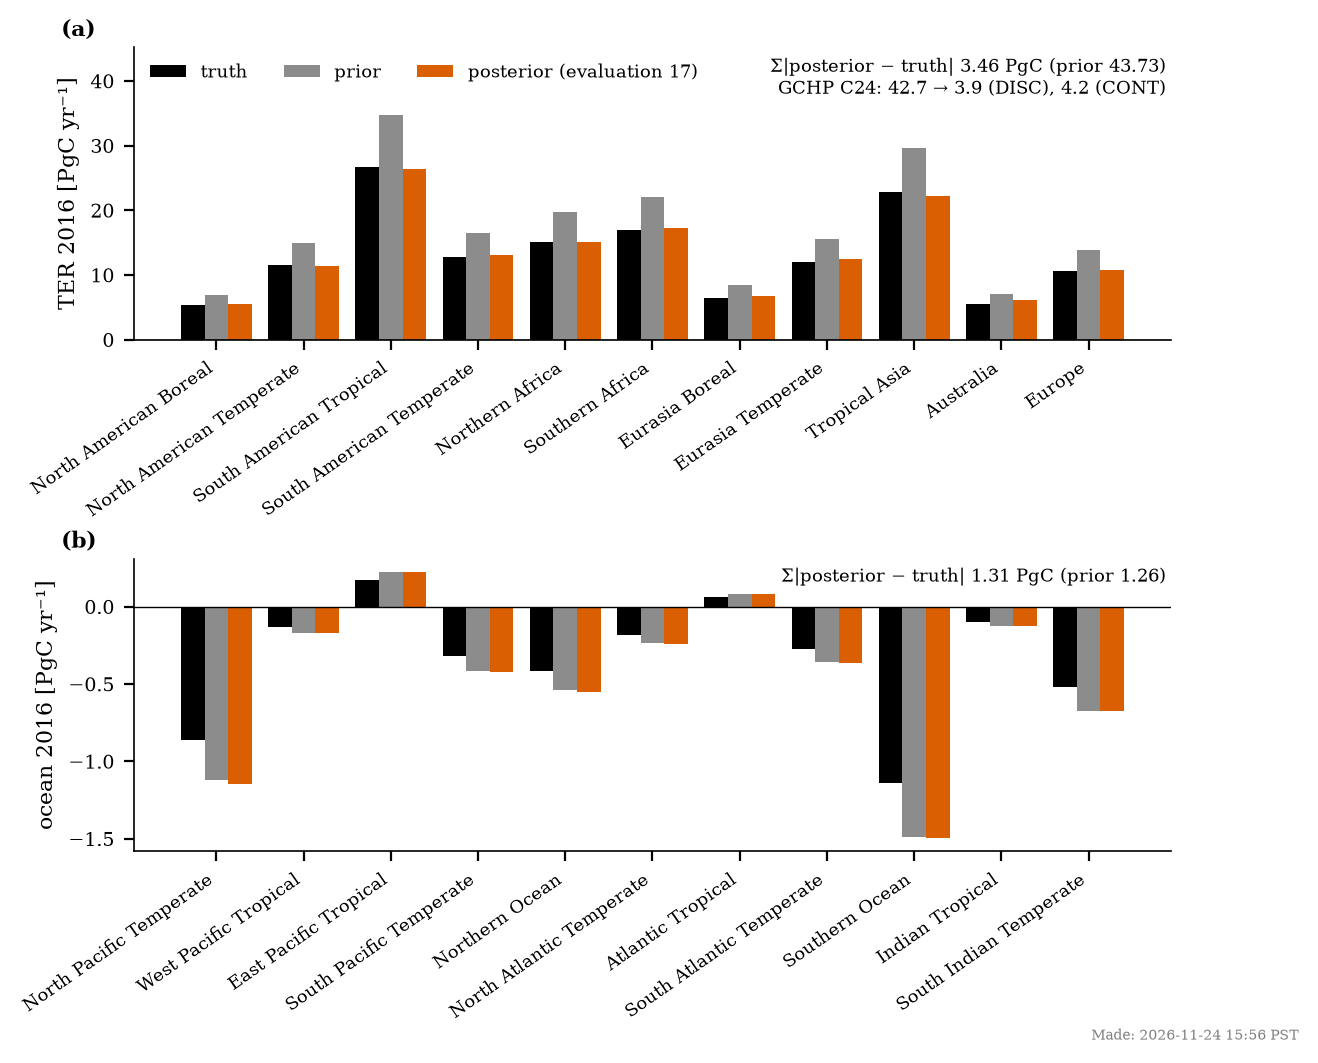 (a)
TER 2016 [PgC yr⁻¹]
40
30
20
10
0
truth
prior
posterior (evaluation 17)
Σ|posterior − truth| 3.46 PgC (prior 43.73)
GCHP C24: 42.7 → 3.9 (DISC), 4.2 (CONT)
North American Boreal
North American Temperate
South American Tropical
South American Temperate
Northern Africa
Southern Africa
Eurasia Boreal
Eurasia Temperate
Tropical Asia
Australia
Europe
(b)
ocean 2016 [PgC yr⁻¹]
0.0
−0.5
−1.0
−1.5
Σ|posterior − truth| 1.31 PgC (prior 1.26)
North Pacific Temperate
West Pacific Tropical
East Pacific Tropical
South Pacific Temperate
Northern Ocean
North Atlantic Temperate
Atlantic Tropical
South Atlantic Temperate
Southern Ocean
Indian Tropical
South Indian Temperate
Made: 2026-11-24 15:56 PST